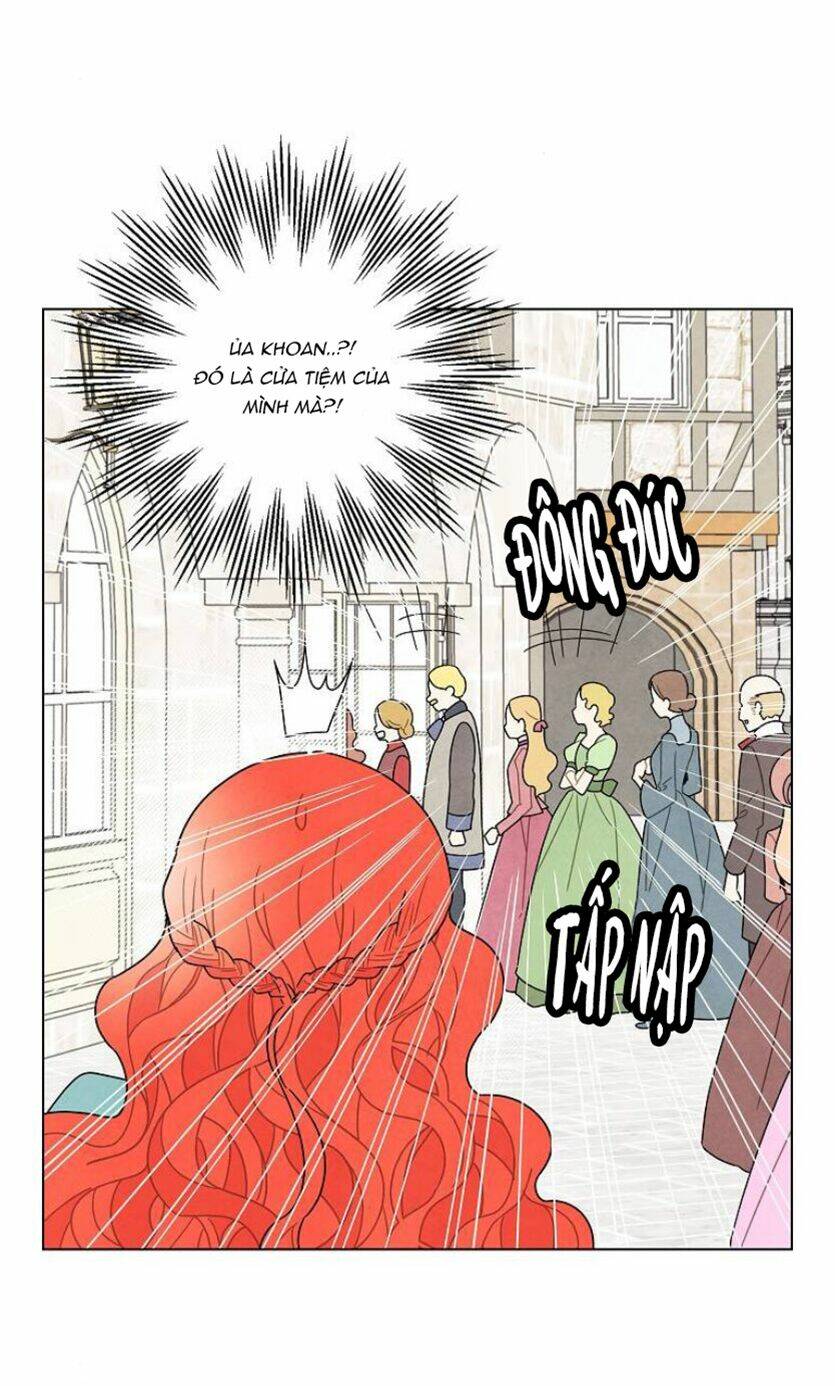 ỦA KHOAN..?!
ĐÓ LÀ CỬA TIỆM CỦA
MÌNH MÀ?!
ĐÔNG ĐÚC
TẤP NẬP